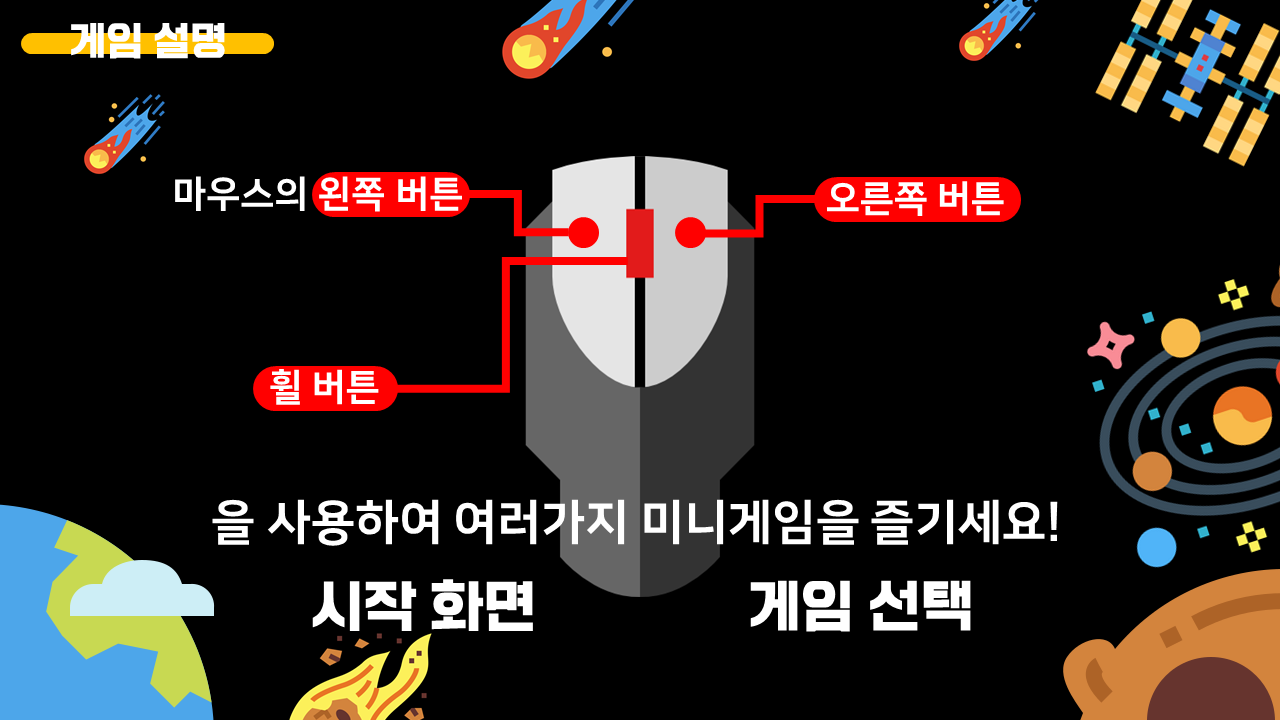 게임 설명
마우스의 왼쪽 버튼
오른쪽 버튼
휠 버튼
을 사용하여 여러가지 미니게임을 즐기세요!
시작 화면
게임 선택